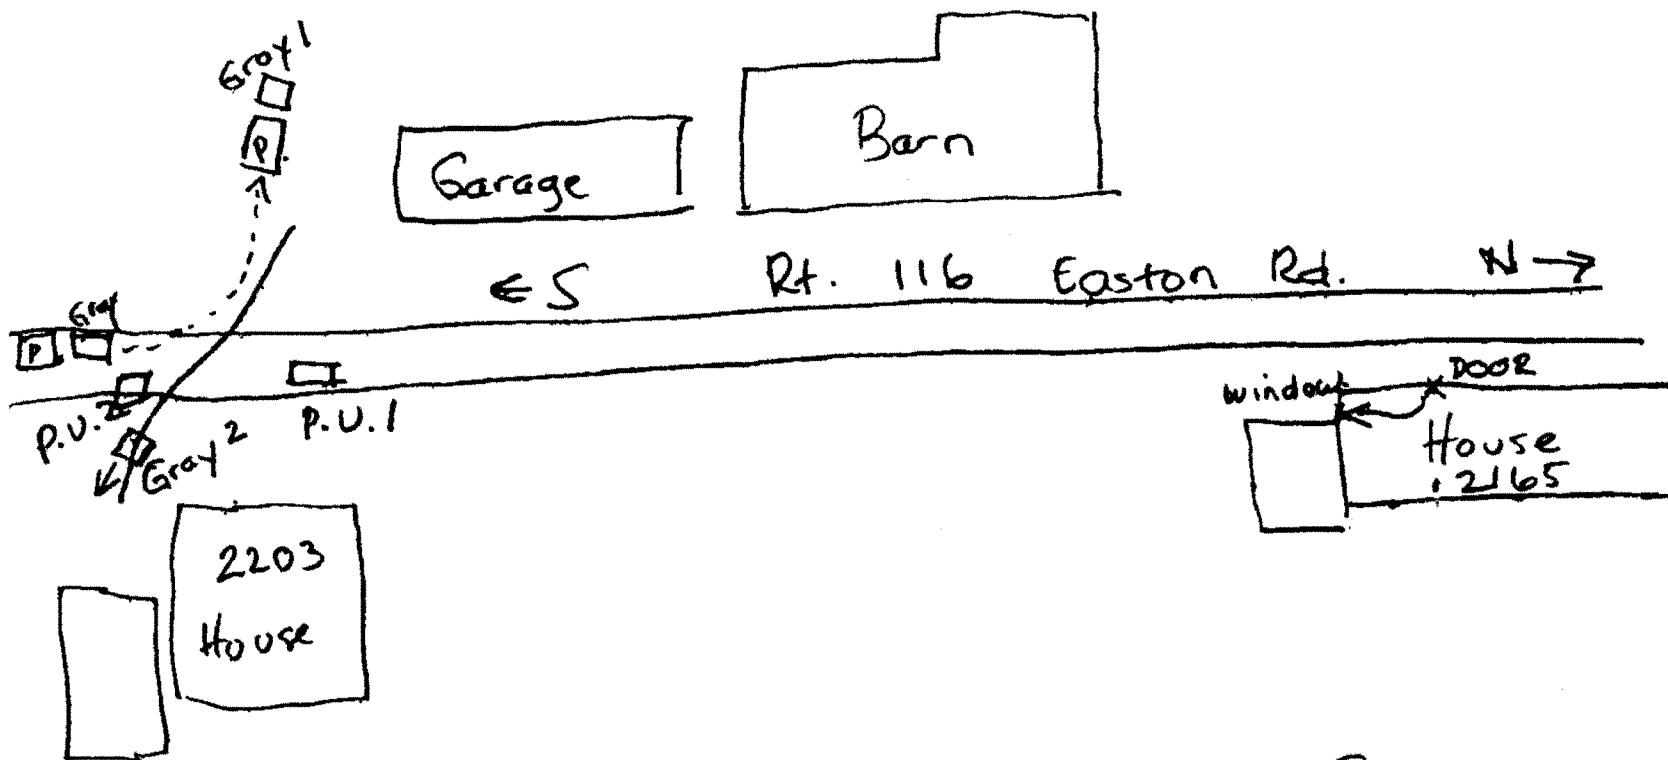 Gray 1
P.
Garage
Barn
← S Rt. 116 Easton Rd. N →
Gray
P
P.U.2
Gray 2
P.U.1
window
DOOR
House
2165
2203
House